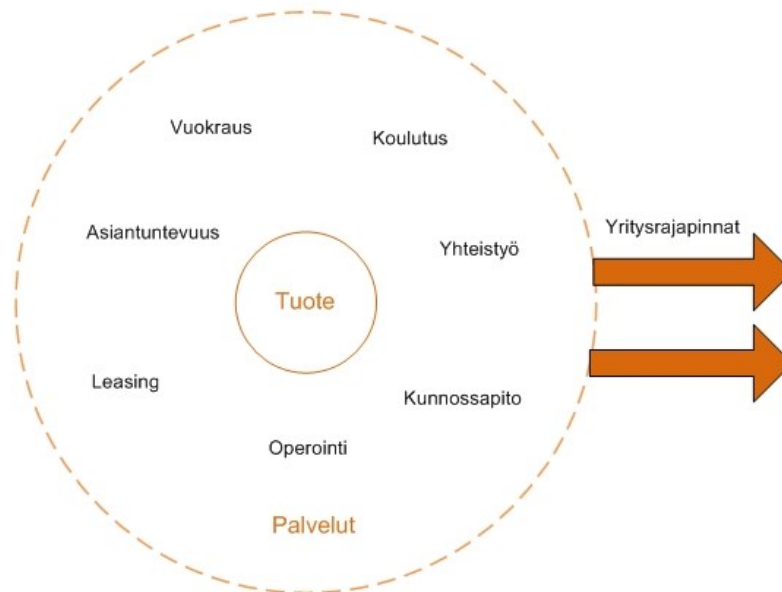 Vuokraus
Koulutus
Asiantuntevuus
Yhteistyö
Yritysrajapinnat
Tuote
Leasing
Kunnossapito
Operointi
Palvelut